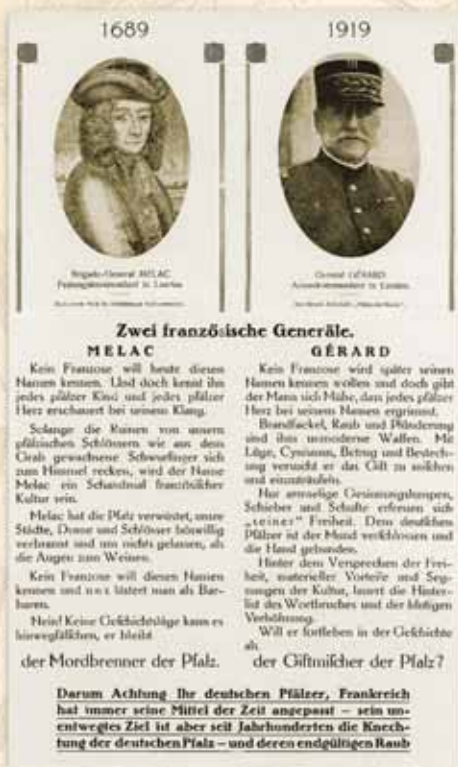 1689
1919
Brigade-General MELAC
General GÉRARD
in Landau.
Zwei französische Generäle.
MELAC
Kein Franzose will heute diesen
Namen kennen. Und doch kennt ihn
jedes pfälzer Kind und jedes pfälzer
Herz erschauert bei seinem Klang.
Solange die Ruinen von unsern
pfälzischen Schlössern wie aus dem
Grab gewachsene Schwurfinger sich
zum Himmel recken, wird der Name
Melac ein Schandmal französischer
Kultur sein.
Melac hat die Pfalz verwüstet, unsre
Städte, Dome und Schlösser böswillig
verbrannt und uns nichts gelassen, als
die Augen zum Weinen.
Kein Franzose will diesen Namen
kennen und uns lästert man als Bar-
baren.
Nein! Keine Geschichtslüge kann es
hinwegfälschen, er bleibt
der Mordbrenner der Pfalz.
GÉRARD
Kein Franzose wird später seinen
Namen kennen wollen und doch gibt
der Mann sich Mühe, dass jedes pfälzer
Herz bei seinem Namen ergrimmt.
Brandfackel, Raub und Plünderung
sind ihm unmoderne Waffen. Mit
Lüge, Cynismus, Betrug und Bestech-
ung versucht er das Gift zu mischen
und einzuträufeln.
Nur armselige Gesinnungslumpen,
Schieber und Schufte erfreuen sich
„seiner" Freiheit. Dem deutschen
Pfälzer ist der Mund verschlossen und
die Hand gebunden.
Hinter dem Versprechen der Frei-
heit, materieller Vorteile und Seg-
nungen der Kultur, lauert die Hinter-
list des Wortbruches und der blutigen
Verhöhnung.
Will er fortleben in der Geschichte
als
der Giftmischer der Pfalz?
Darum Achtung Ihr deutschen Pfälzer, Frankreich
hat immer seine Mittel der Zeit angepasst – sein un-
entwegtes Ziel ist aber seit Jahrhunderten die Knech-
tung der deutschen Pfalz – und deren endgültigen Raub